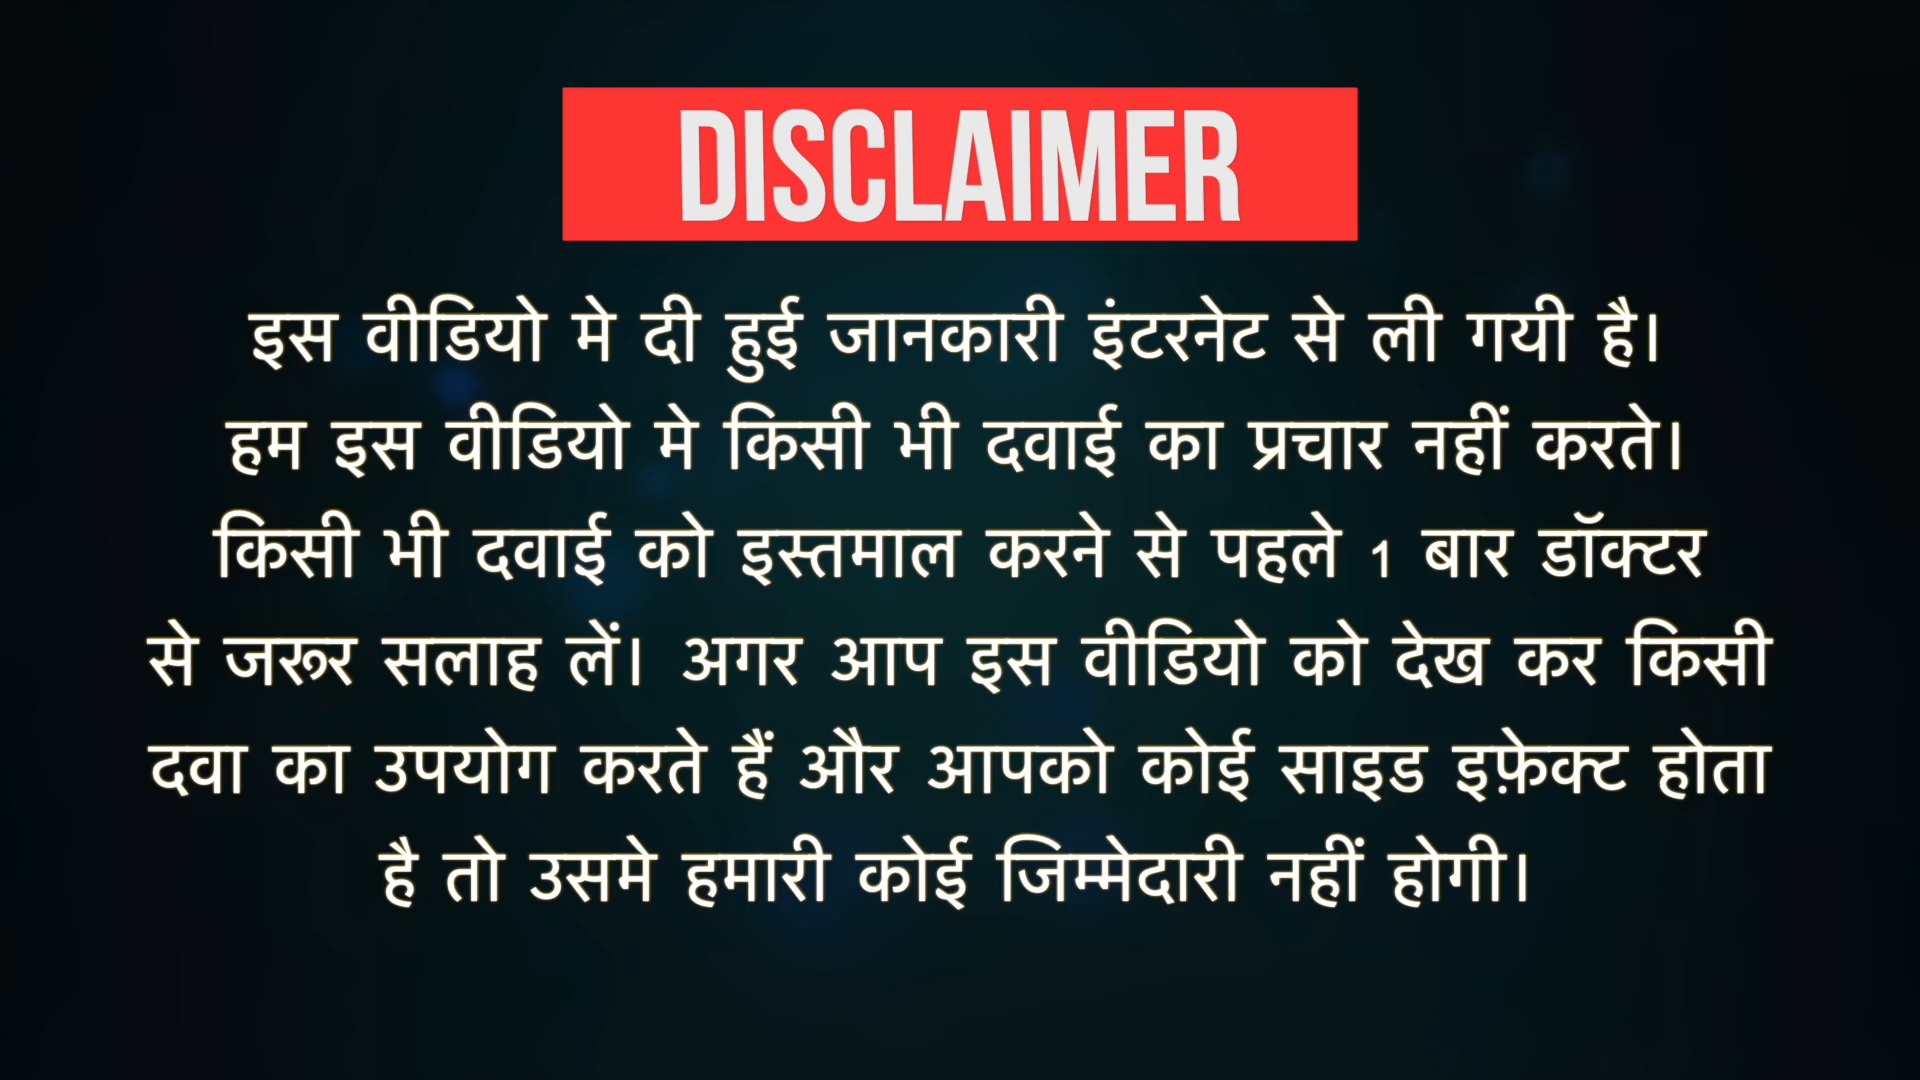 DISCLAIMER
इस वीडियो मे दी हुई जानकारी इंटरनेट से ली गयी है।
हम इस वीडियो मे किसी भी दवाई का प्रचार नहीं करते।
किसी भी दवाई को इस्तमाल करने से पहले 1 बार डॉक्टर
से जरूर सलाह लें। अगर आप इस वीडियो को देख कर किसी
दवा का उपयोग करते हैं और आपको कोई साइड इफ़ेक्ट होता
है तो उसमे हमारी कोई जिम्मेदारी नहीं होगी।